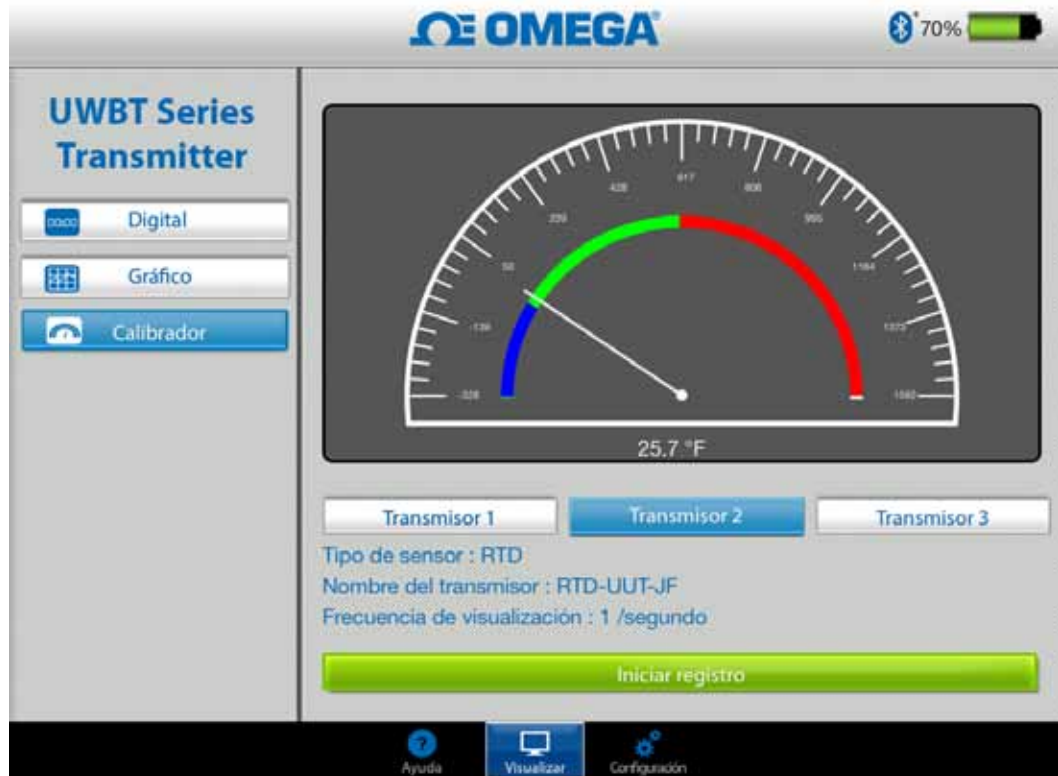 OMEGA
70%
UWBT Series
Transmitter
Digital
Gráfico
Calibrador
-328
-139
50
239
428
617
806
995
1184
1373
1562
25.7 °F
Transmisor 1
Transmisor 2
Transmisor 3
Tipo de sensor : RTD
Nombre del transmisor : RTD-UUT-JF
Frecuencia de visualización : 1 /segundo
Iniciar registro
Ayuda
Visualizar
Configuración